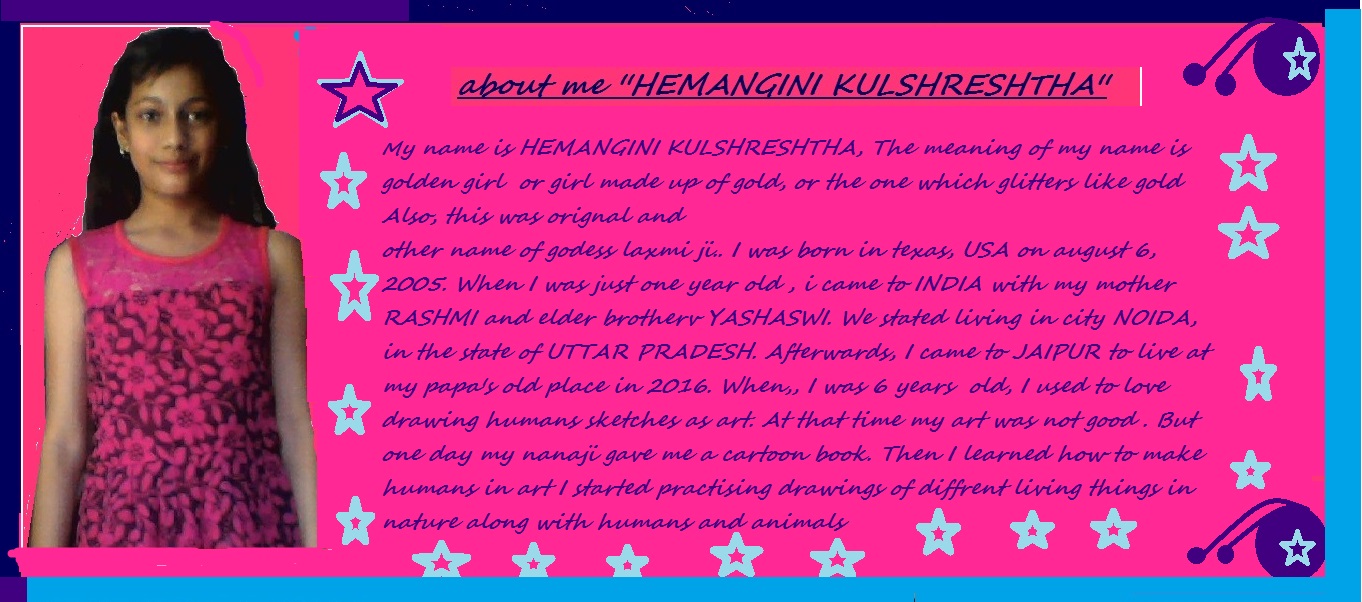 about me "HEMANGINI KULSHRESHTHA"
My name is HEMANGINI KULSHRESHTHA, The meaning of my name is
golden girl or girl made up of gold, or the one which glitters like gold
Also, this was orignal and
other name of godess laxmi ji.. I was born in texas, USA on august 6,
2005. When I was just one year old , i came to INDIA with my mother
RASHMI and elder brotherv YASHASWI. We stated living in city NOIDA,
in the state of UTTAR PRADESH. Afterwards, I came to JAIPUR to live at
my papa's old place in 2016. When,, I was 6 years old, I used to love
drawing humans sketches as art. At that time my art was not good . But
one day my nanaji gave me a cartoon book. Then I learned how to make
humans in art I started practising drawings of diffrent living things in
nature along with humans and animals